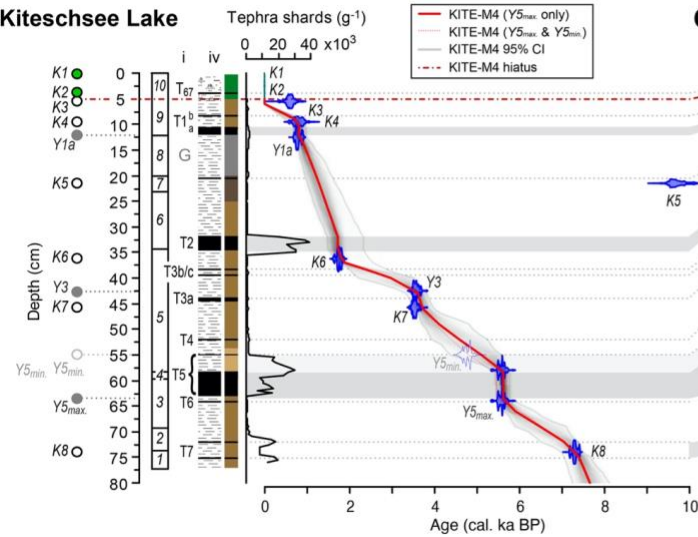 Kiteschsee Lake
Tephra shards (g-1)
0 20 40 x10³
i iv
KITE-M4 (Y5max. only)
KITE-M4 (Y5max. & Y5min.)
KITE-M4 95% CI
KITE-M4 hiatus
K1
K2
K3
K4
Y1a
K5
K6
Y3
K7
Y5min. Y5min.
Y5max.
K8
Depth (cm)
0
5
10
15
20
25
30
35
40
45
50
55
60
65
70
75
80
10
9
8
7
6
5
4
3
2
1
T67
T1 b
a
G
T2
T3b/c
T3a
T4
T5
T6
T7
K1
K2
K3
K4
Y1a
K5
K6
Y3
K7
Y5min.
Y5max.
K8
0 2 4 6 8 10
Age (cal. ka BP)